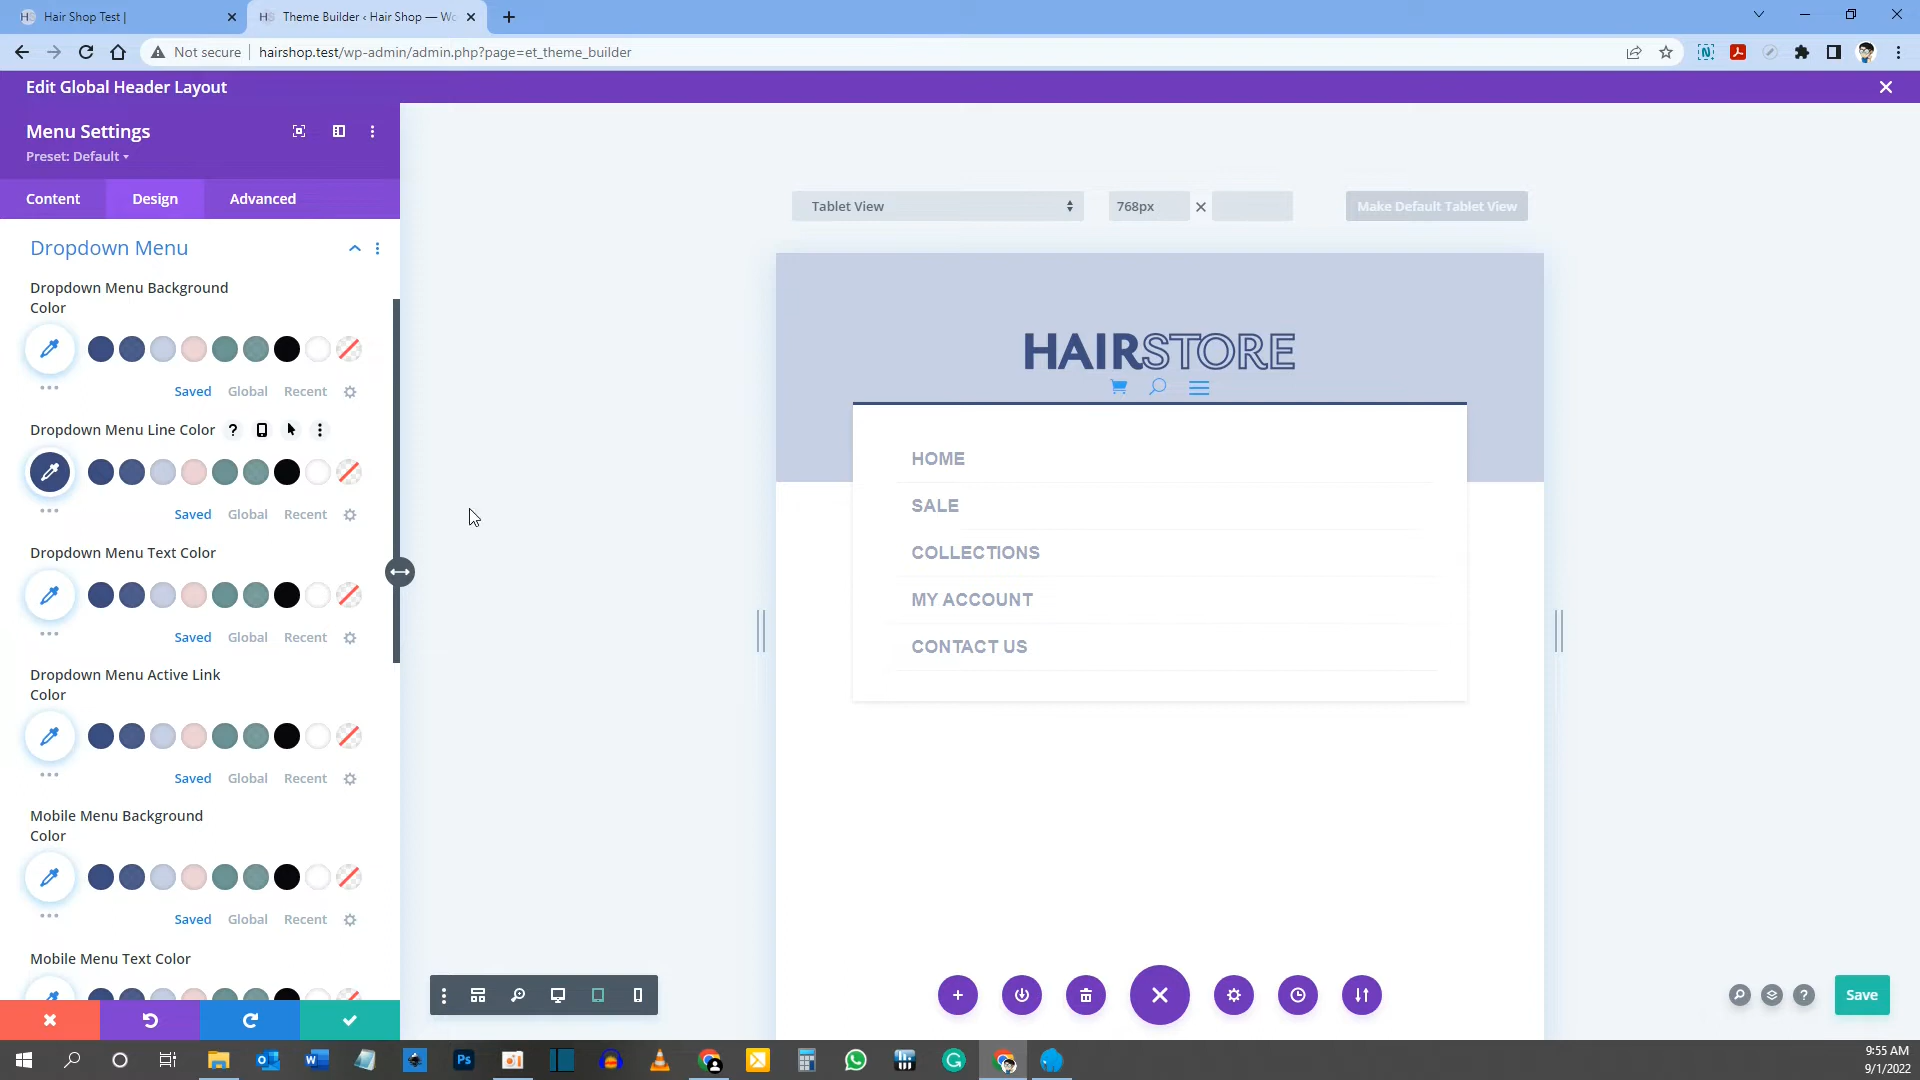 Hair Shop Test |
Theme Builder ‹ Hair Shop — Wo
Not secure
hairshop.test/wp-admin/admin.php?page=et_theme_builder
Edit Global Header Layout
Menu Settings
Preset: Default
Content
Design
Advanced
Dropdown Menu
Dropdown Menu Background
Color
Saved Global Recent
Dropdown Menu Line Color ?
Saved Global Recent
Dropdown Menu Text Color
Saved Global Recent
Dropdown Menu Active Link
Color
Saved Global Recent
Mobile Menu Background
Color
Saved Global Recent
Mobile Menu Text Color
Tablet View
768px
Make Default Tablet View
HAIRSTORE
HOME
SALE
COLLECTIONS
MY ACCOUNT
CONTACT US
?
Save
Ps
9:55 AM
9/1/2022